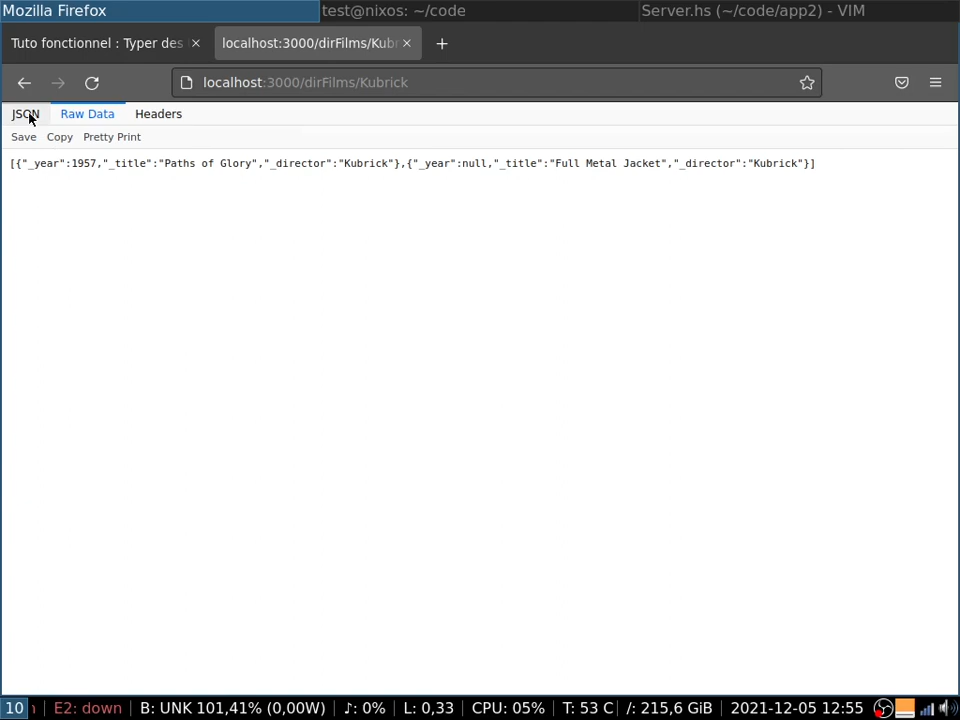 Mozilla Firefox test@nixos: ~/code Server.hs (~/code/app2) - VIM
Tuto fonctionnel : Typer des localhost:3000/dirFilms/Kubrick
localhost:3000/dirFilms/Kubrick
JSON Raw Data Headers
Save Copy Pretty Print
[{"_year":1957,"_title":"Paths of Glory","_director":"Kubrick"},{"_year":null,"_title":"Full Metal Jacket","_director":"Kubrick"}]
10 E2: down B: UNK 101,41% (0,00W) ♪: 0% L: 0,33 CPU: 05% T: 53 C /: 215,6 GiB 2021-12-05 12:55